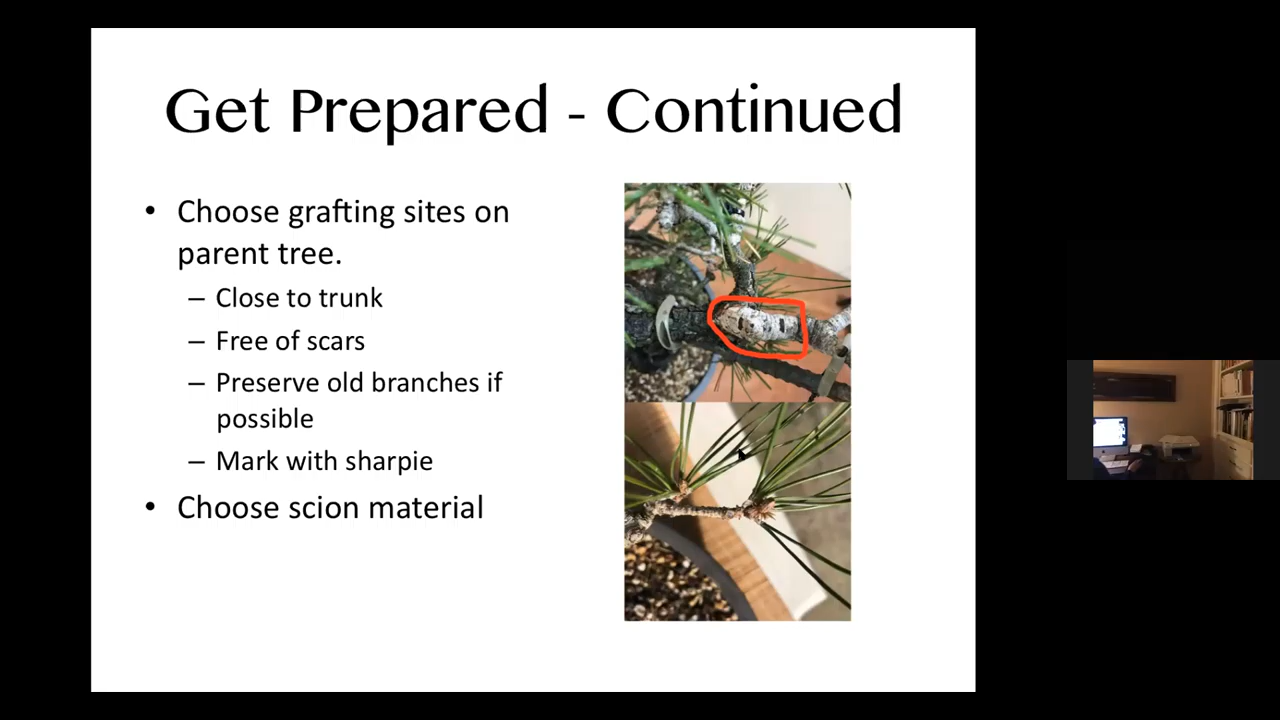 Get Prepared - Continued
• Choose grafting sites on
parent tree.
– Close to trunk
– Free of scars
– Preserve old branches if
possible
– Mark with sharpie
• Choose scion material